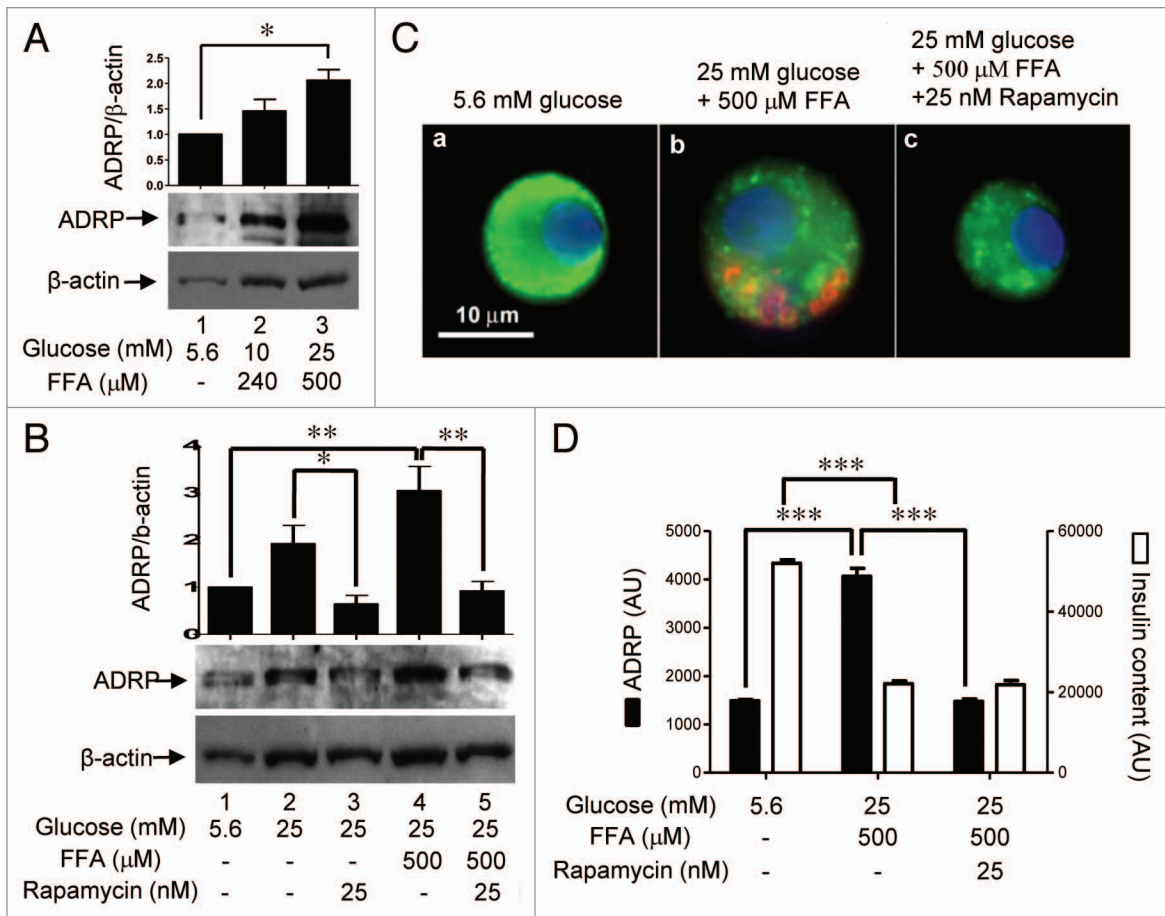 A
*
2.5
2.0
1.5
1.0
0.5
0.0
ADRP/β-actin
ADRP
β-actin
1 2 3
Glucose (mM) 5.6 10 25
FFA (μM) - 240 500
C
5.6 mM glucose
25 mM glucose
+ 500 μM FFA
25 mM glucose
+ 500 μM FFA
+25 nM Rapamycin
a b c
10 μm
B
** **
*
4
3
2
1
0
ADRP/b-actin
ADRP
β-actin
1 2 3 4 5
Glucose (mM) 5.6 25 25 25 25
FFA (μM) - - - 500 500
Rapamycin (nM) - - 25 - 25
D
***
*** ***
5000
4000
3000
2000
1000
0
ADRP (AU)
60000
40000
20000
0
Insulin content
(AU)
Glucose (mM) 5.6 25 25
FFA (μM) - 500 500
Rapamycin (nM) - - 25